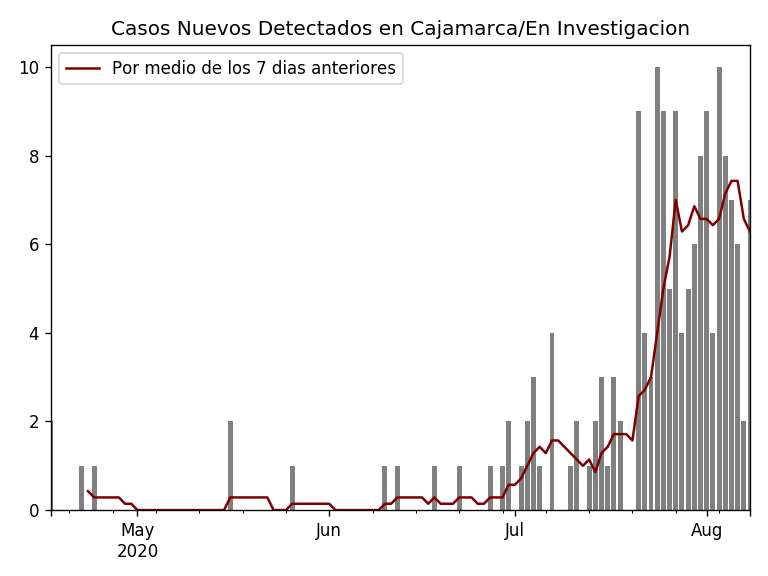 Casos Nuevos Detectados en Cajamarca/En Investigacion
Por medio de los 7 dias anteriores
10
8
6
4
2
0
May Jun Jul Aug
2020